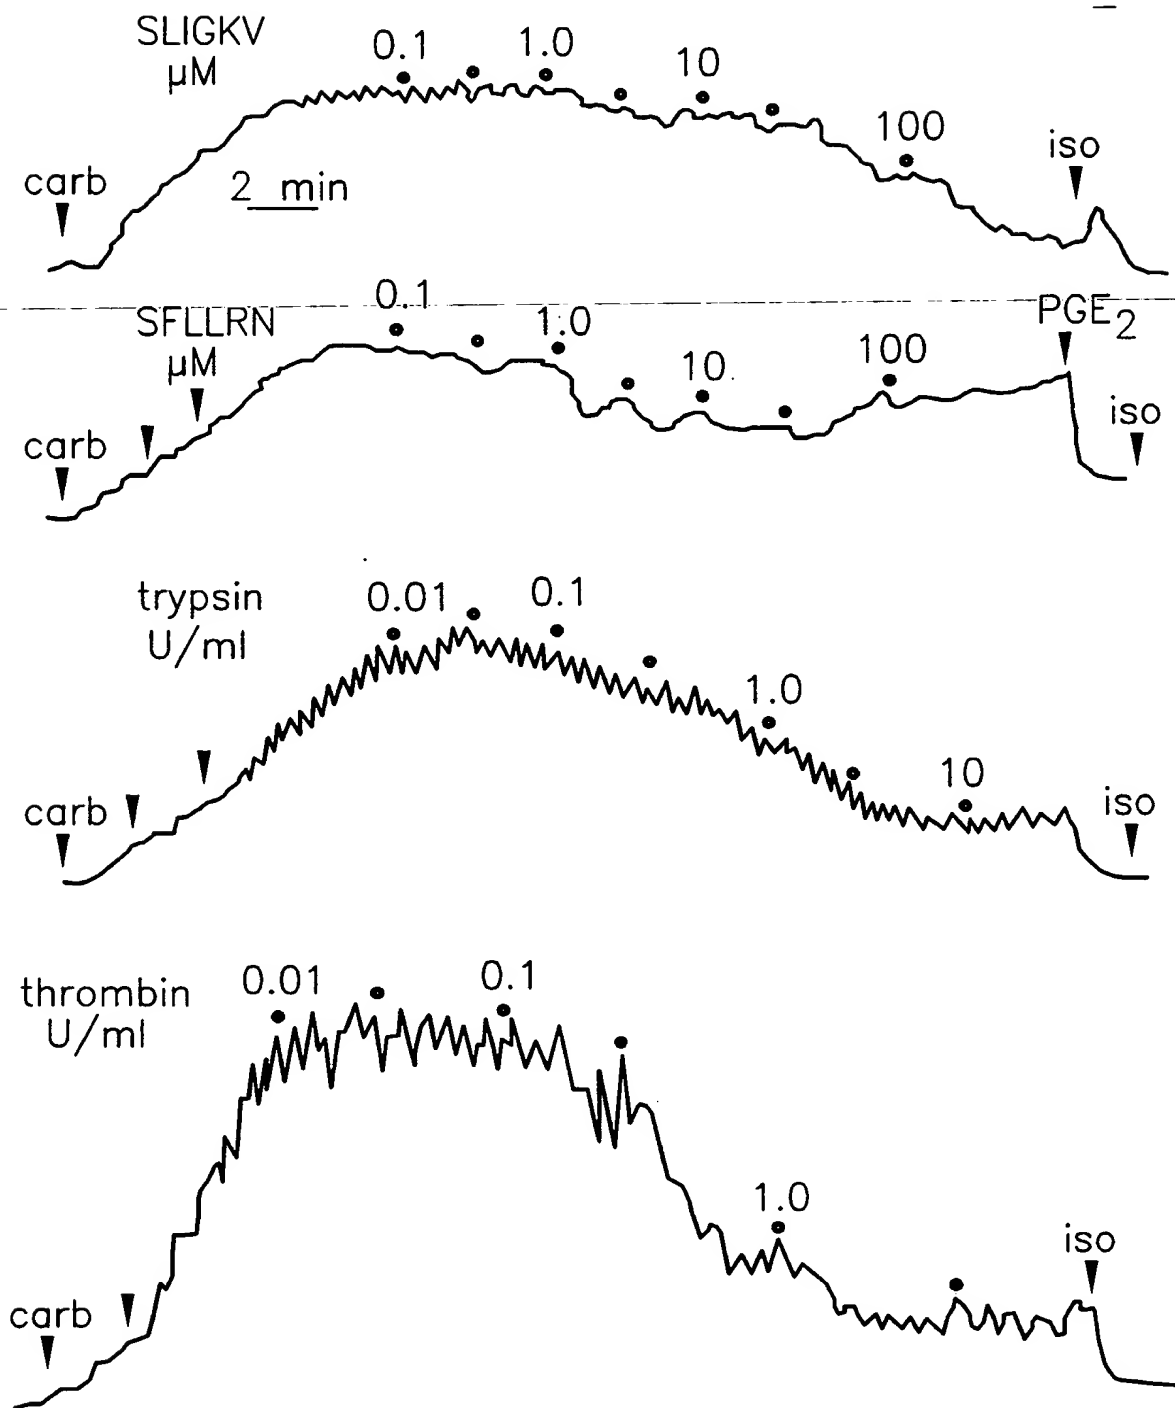 SLIGKV
µM
0.1
1.0
10
100
iso
carb
2 min
0.1
SFLLRN
µM
1.0
10
100
PGE2
iso
carb
trypsin
U/ml
0.01
0.1
1.0
10
iso
carb
thrombin
U/ml
0.01
0.1
1.0
iso
carb